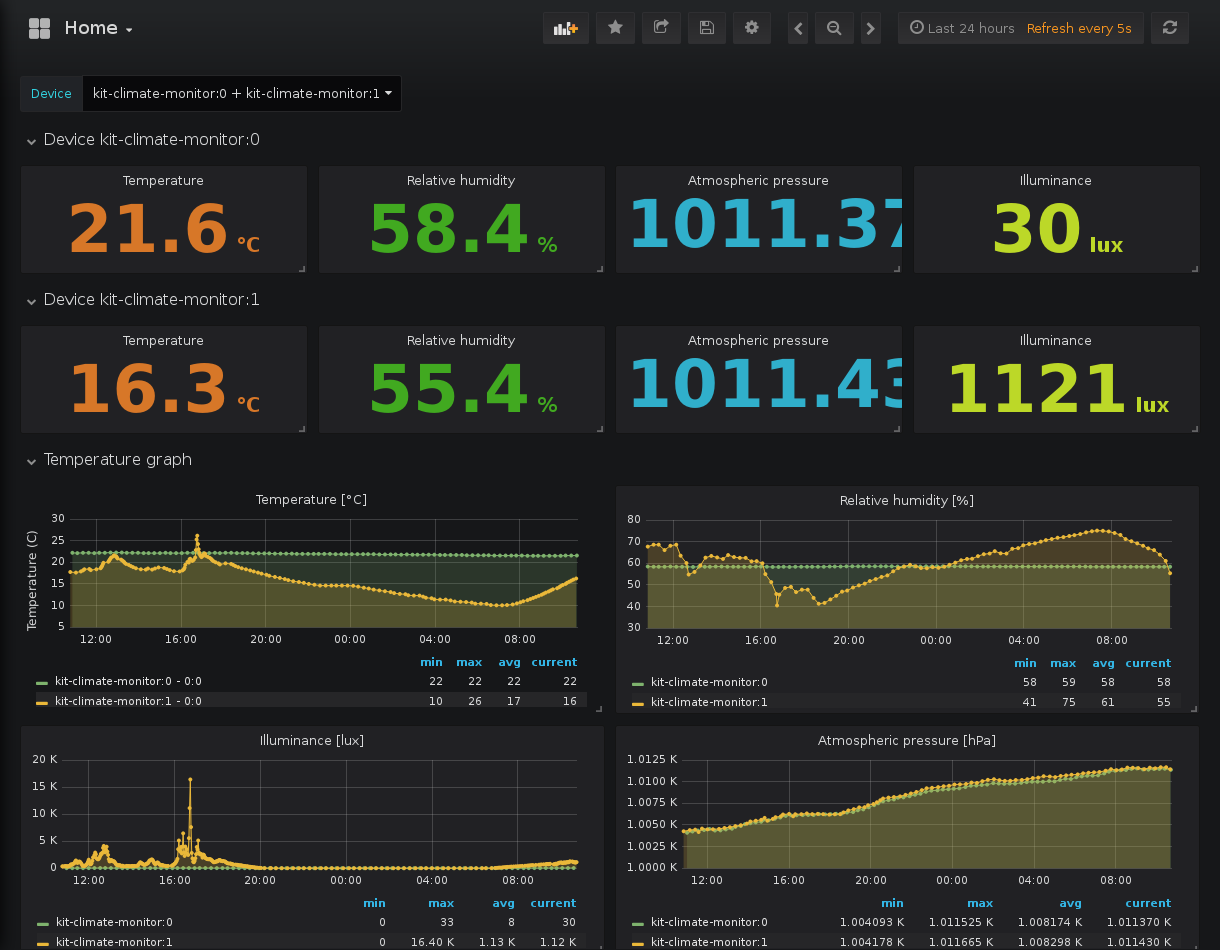 Home
Last 24 hours Refresh every 5s
Device kit-climate-monitor:0 + kit-climate-monitor:1
Device kit-climate-monitor:0
Temperature Relative humidity Atmospheric pressure Illuminance
21.6 °C 58.4 % 1011.37 30 lux
Device kit-climate-monitor:1
Temperature Relative humidity Atmospheric pressure Illuminance
16.3 °C 55.4 % 1011.43 1121 lux
Temperature graph
Temperature [°C]
Temperature (C)
30
25
20
15
10
5
12:00 16:00 20:00 00:00 04:00 08:00
min max avg current
kit-climate-monitor:0 - 0:0 22 22 22 22
kit-climate-monitor:1 - 0:0 10 26 17 16
Relative humidity [%]
80
70
60
50
40
30
12:00 16:00 20:00 00:00 04:00 08:00
min max avg current
kit-climate-monitor:0 58 59 58 58
kit-climate-monitor:1 41 75 61 55
Illuminance [lux]
20 K
15 K
10 K
5 K
0
12:00 16:00 20:00 00:00 04:00 08:00
min max avg current
kit-climate-monitor:0 0 33 8 30
kit-climate-monitor:1 0 16.40 K 1.13 K 1.12 K
Atmospheric pressure [hPa]
1.0125 K
1.0100 K
1.0075 K
1.0050 K
1.0025 K
1.0000 K
12:00 16:00 20:00 00:00 04:00 08:00
min max avg current
kit-climate-monitor:0 1.004093 K 1.011525 K 1.008174 K 1.011370 K
kit-climate-monitor:1 1.004178 K 1.011665 K 1.008298 K 1.011430 K